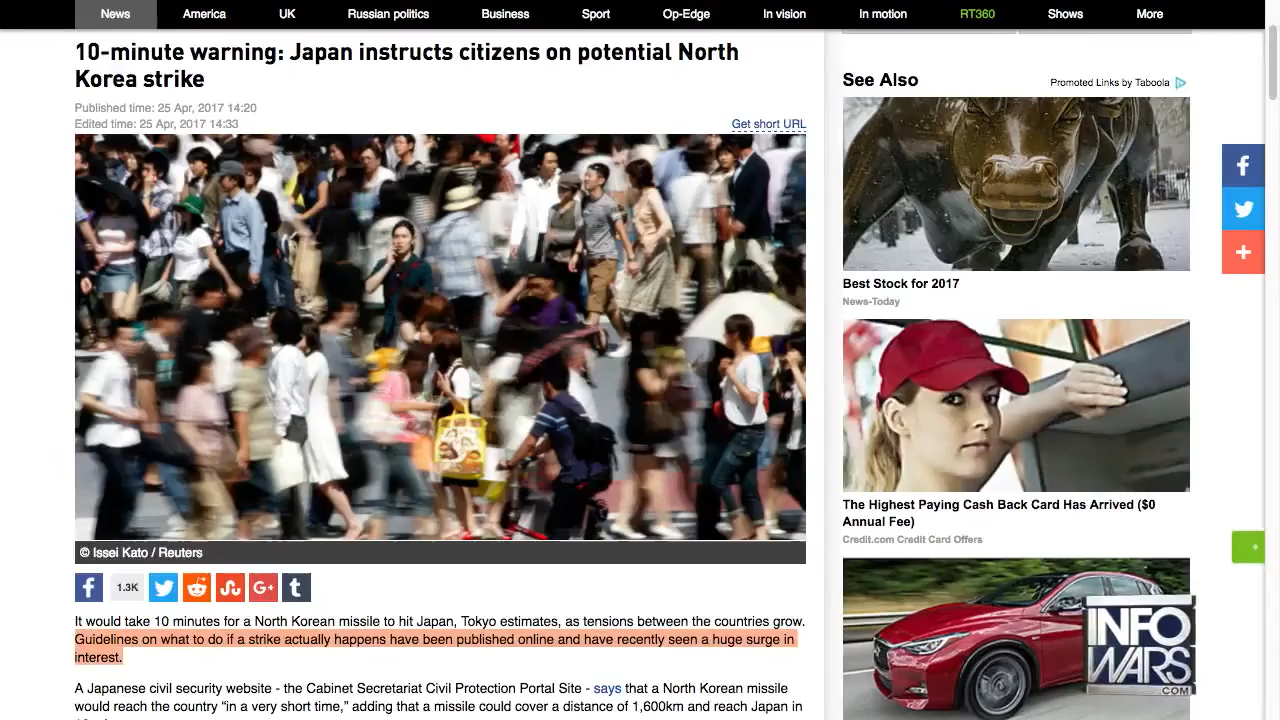 News America UK Russian politics Business Sport Op-Edge In vision In motion RT360 Shows More
10-minute warning: Japan instructs citizens on potential North
Korea strike
Published time: 25 Apr, 2017 14:20
Edited time: 25 Apr, 2017 14:33
Get short URL
© Issei Kato / Reuters
1.3K
It would take 10 minutes for a North Korean missile to hit Japan, Tokyo estimates, as tensions between the countries grow.
Guidelines on what to do if a strike actually happens have been published online and have recently seen a huge surge in
interest.
A Japanese civil security website - the Cabinet Secretariat Civil Protection Portal Site - says that a North Korean missile
would reach the country “in a very short time,” adding that a missile could cover a distance of 1,600km and reach Japan in
See Also
Promoted Links by Taboola
Best Stock for 2017
News-Today
The Highest Paying Cash Back Card Has Arrived ($0
Annual Fee)
Credit.com Credit Card Offers
INFO
WARS
.COM